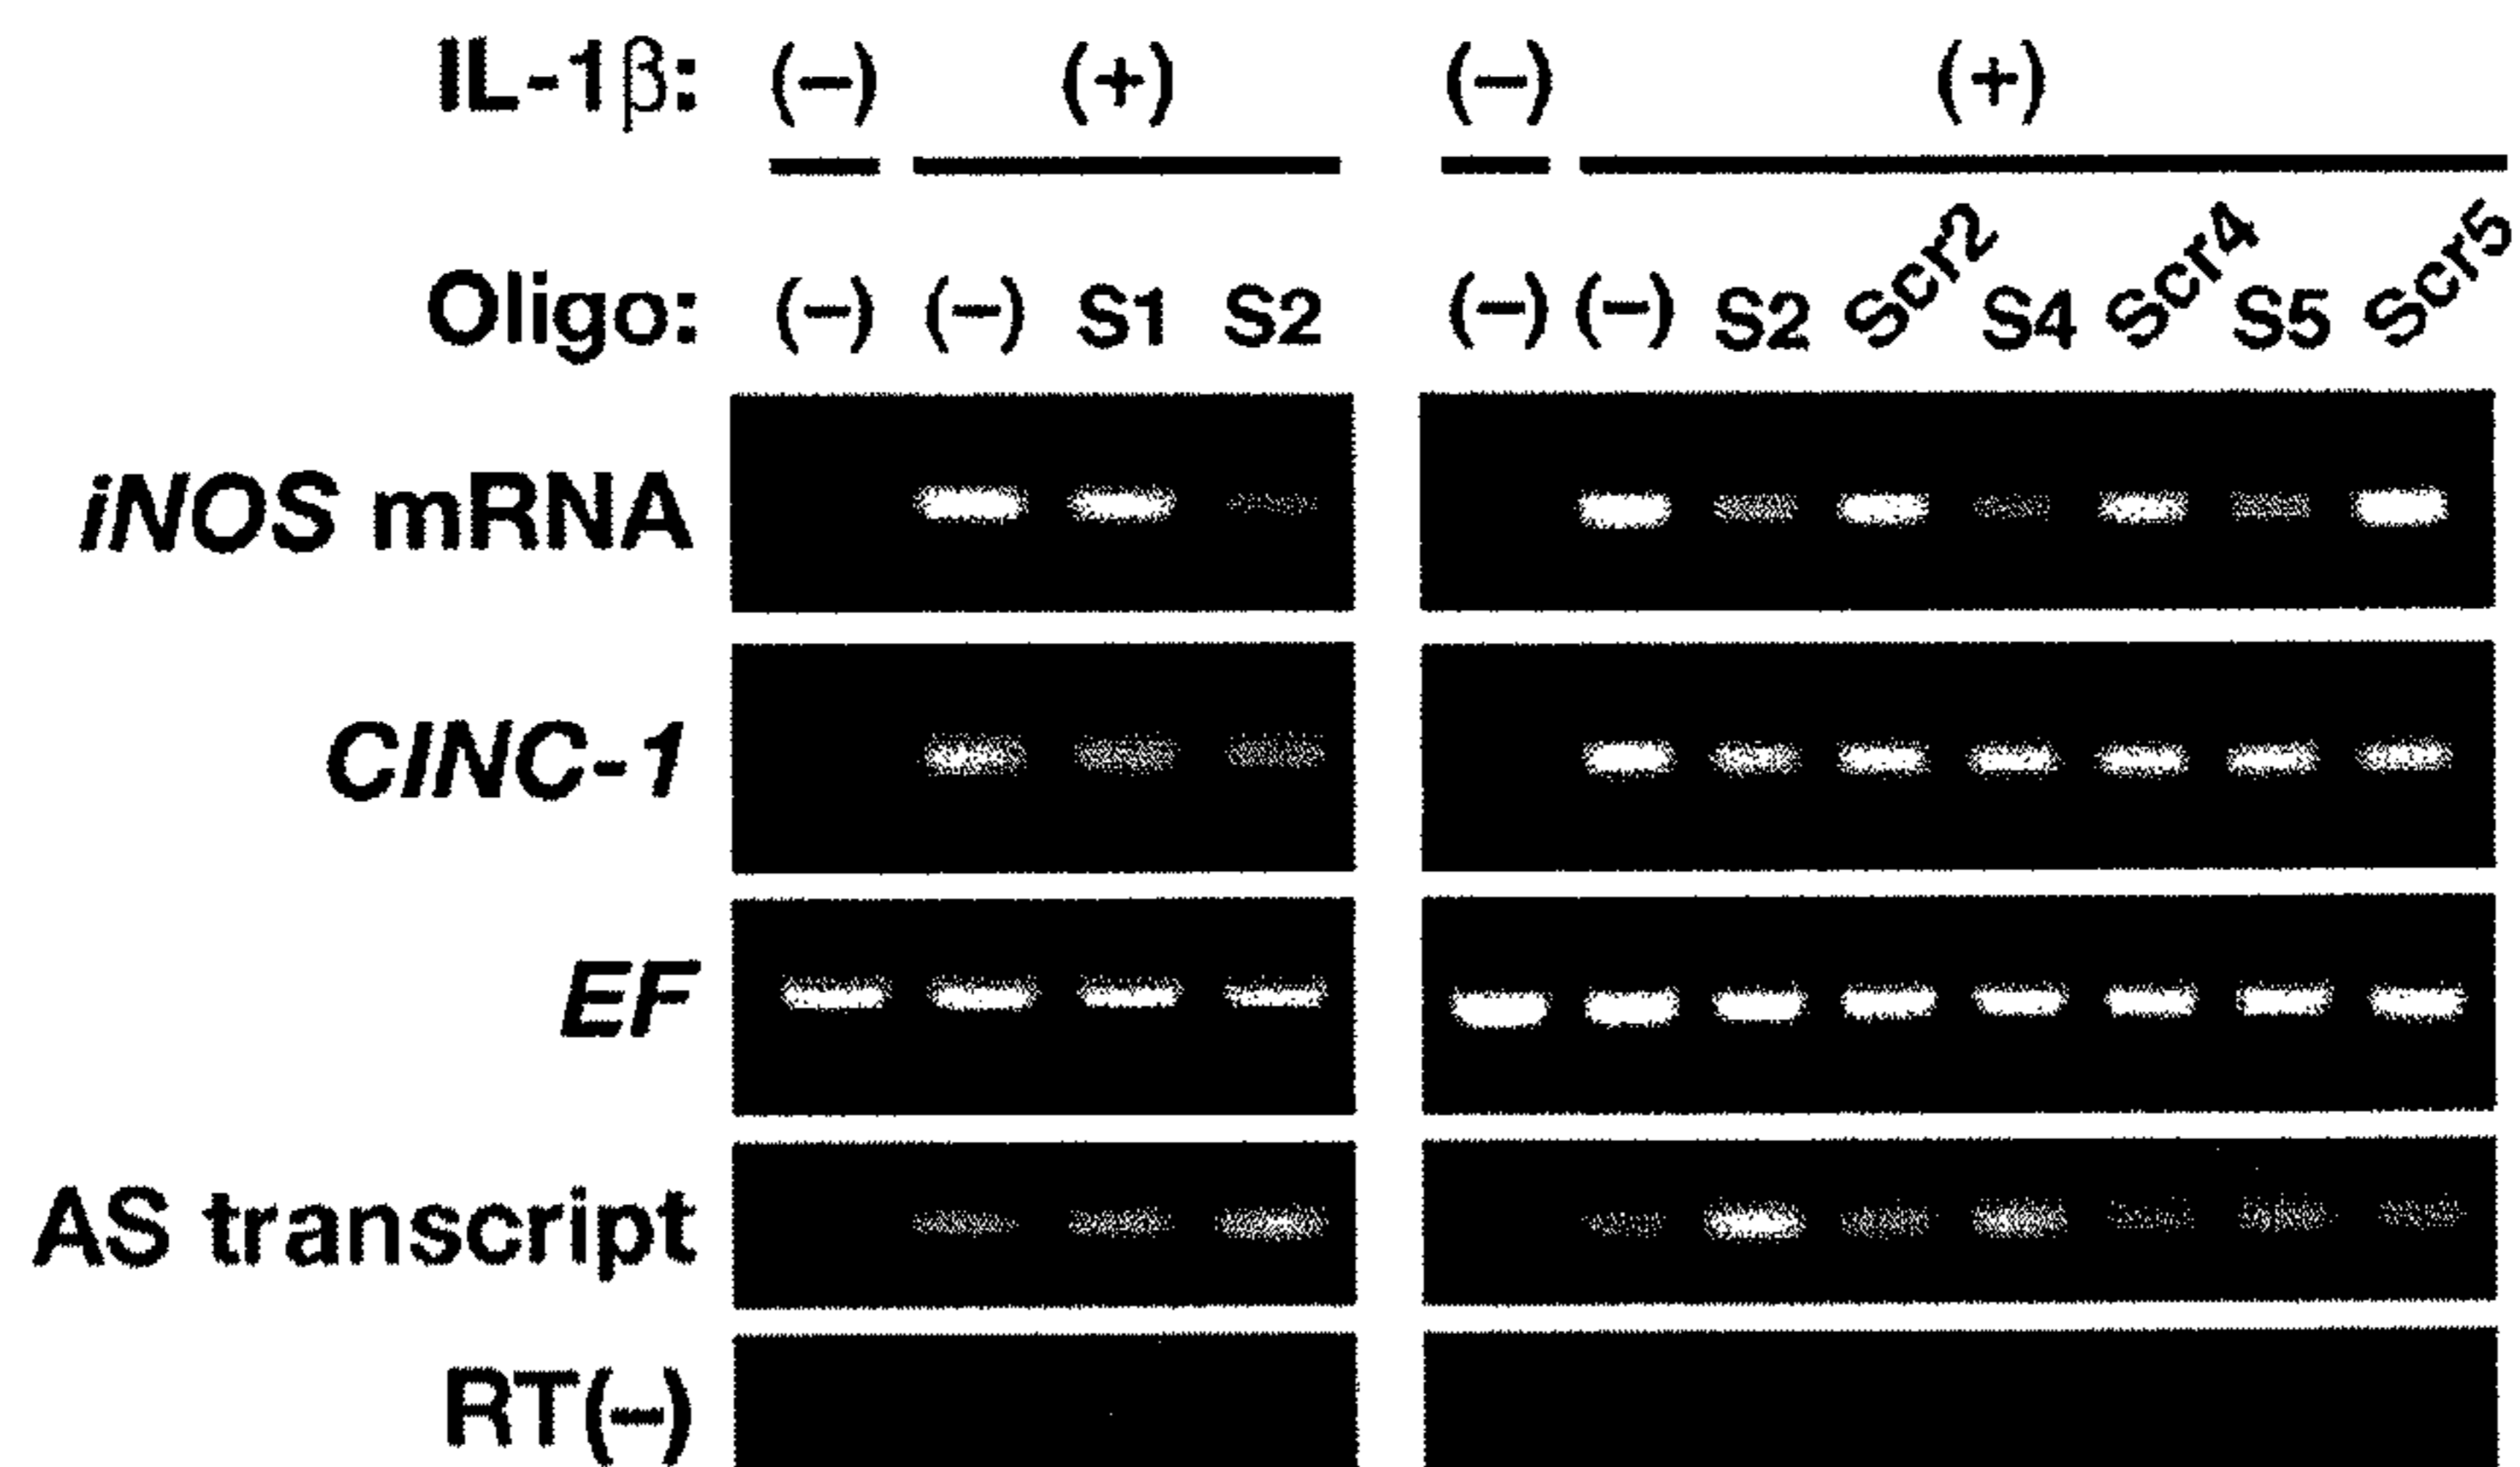 IL-1β: (–) (+) (–) (+)
Oligo: (–) (–) S1 S2 (–) (–) S2 Scr2 S4 Scr4 S5 Scr5
iNOS mRNA
CINC-1
EF
AS transcript
RT(–)